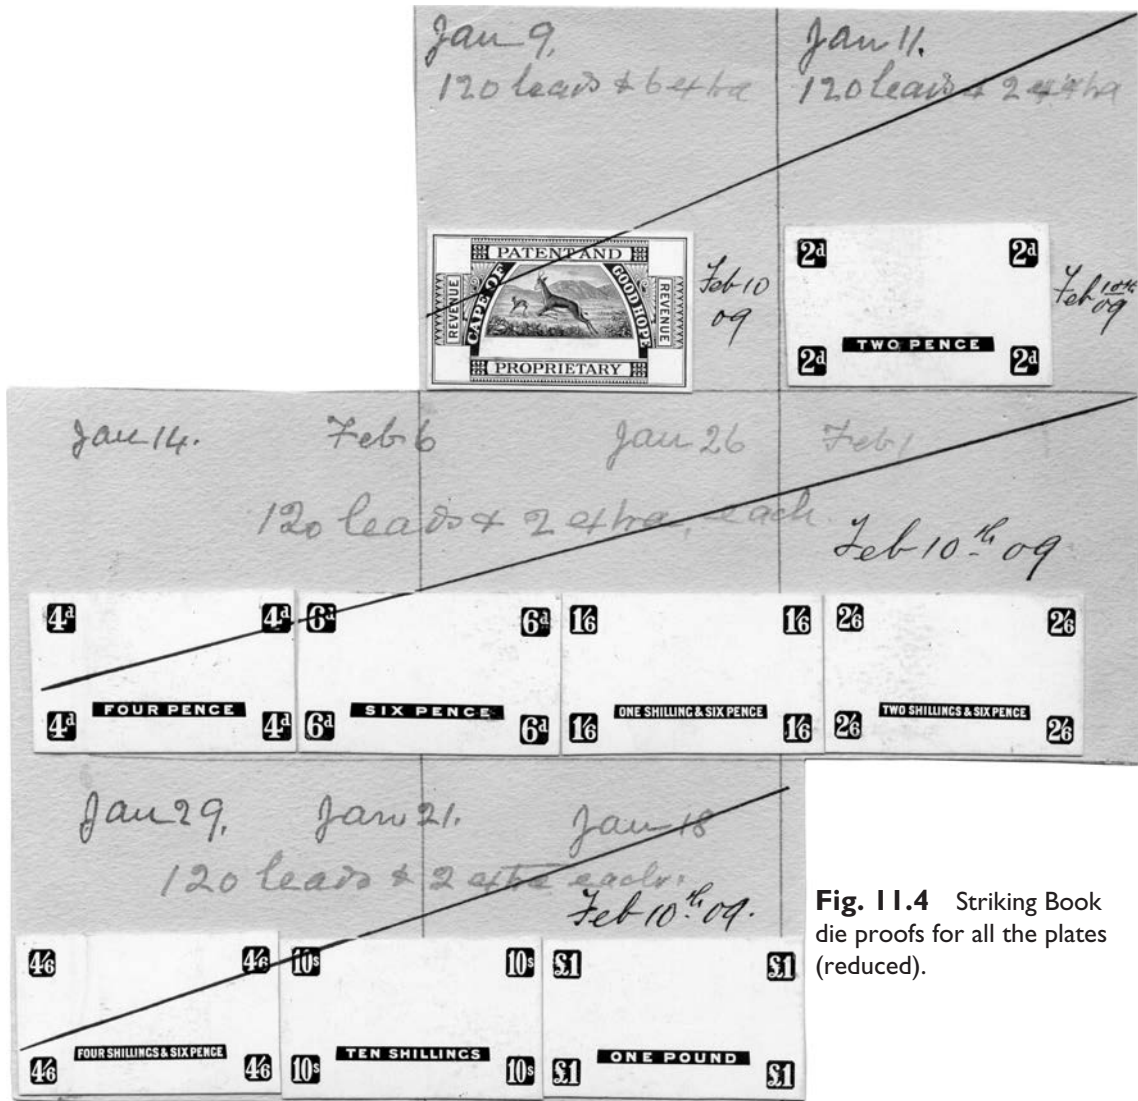 Jan 9.
120 leads & 6 extra
Jan 11.
120 leads & 2 extra
PATENT AND
CAPE OF GOOD HOPE
REVENUE
REVENUE
PROPRIETARY
Feb 10
09
2d 2d
TWO PENCE
2d 2d
Feb 10th
09
Jan 14. Feb 6 Jan 26 Feb 1
120 leads & 2 extra, each.
Feb 10th 09
4d 4d
FOUR PENCE
4d 4d
6d 6d
SIX PENCE
6d 6d
1/6 1/6
ONE SHILLING & SIX PENCE
1/6 1/6
2/6 2/6
TWO SHILLINGS & SIX PENCE
2/6 2/6
Jan 29. Jan 21. Jan 18
120 leads & 2 extra each.
Feb 10th 09.
4/6 4/6
FOUR SHILLINGS & SIX PENCE
4/6 4/6
10s 10s
TEN SHILLINGS
10s 10s
£1 £1
ONE POUND
£1 £1
Fig. 11.4 Striking Book
die proofs for all the plates
(reduced).